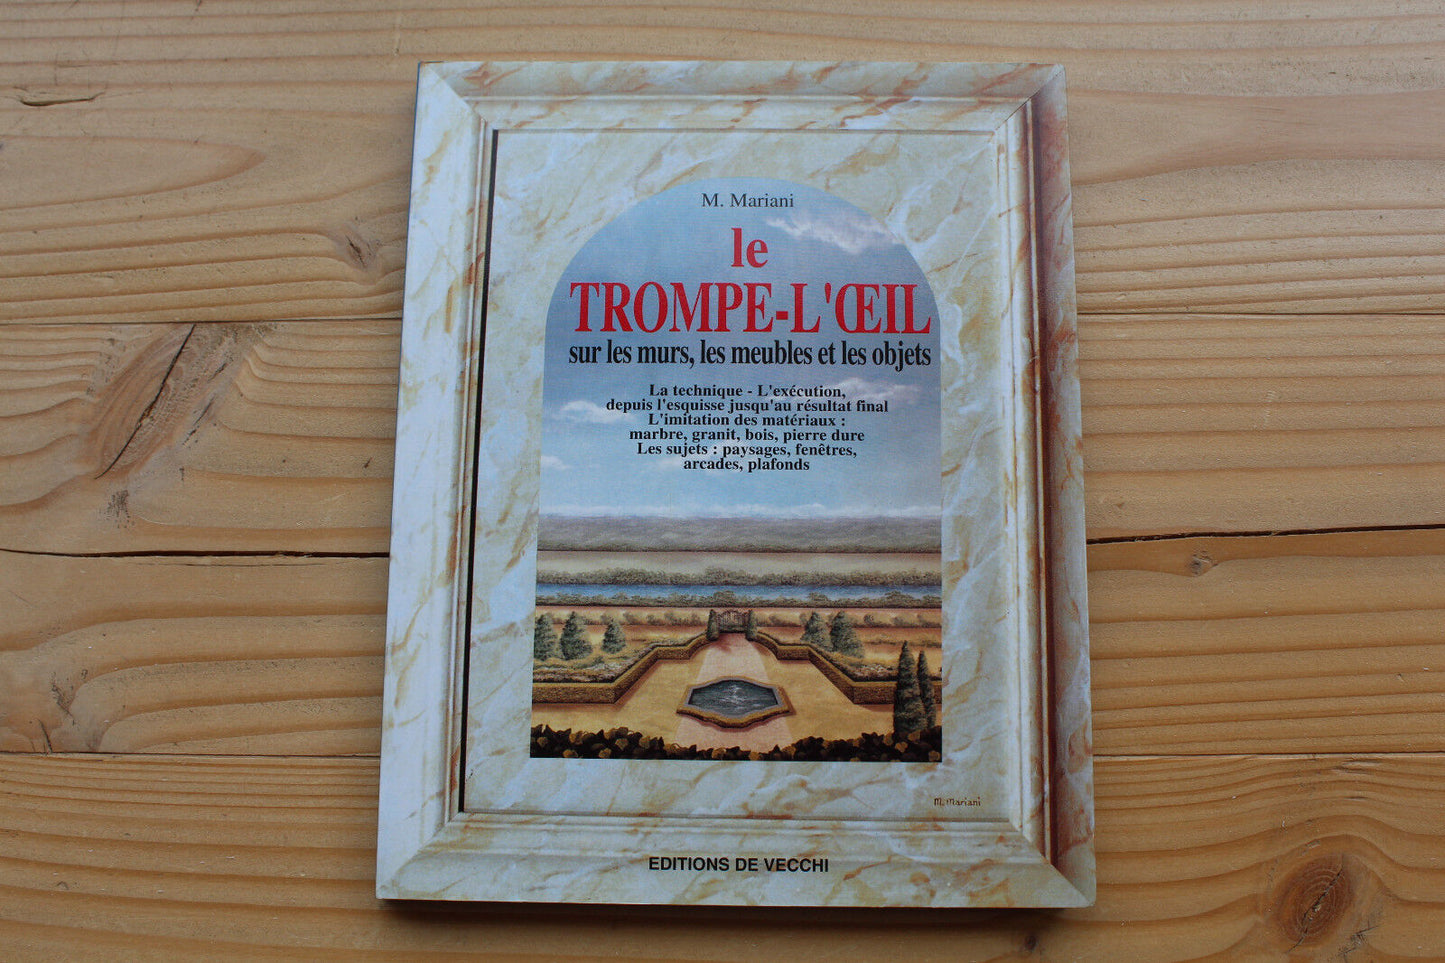 M. Mariani
le
TROMPE-L'ŒIL
sur les murs, les meubles et les objets
La technique - L'exécution,
depuis l'esquisse jusqu'au résultat final
L'imitation des matériaux :
marbre, granit, bois, pierre dure
Les sujets : paysages, fenêtres,
arcades, plafonds
M. Mariani
EDITIONS DE VECCHI